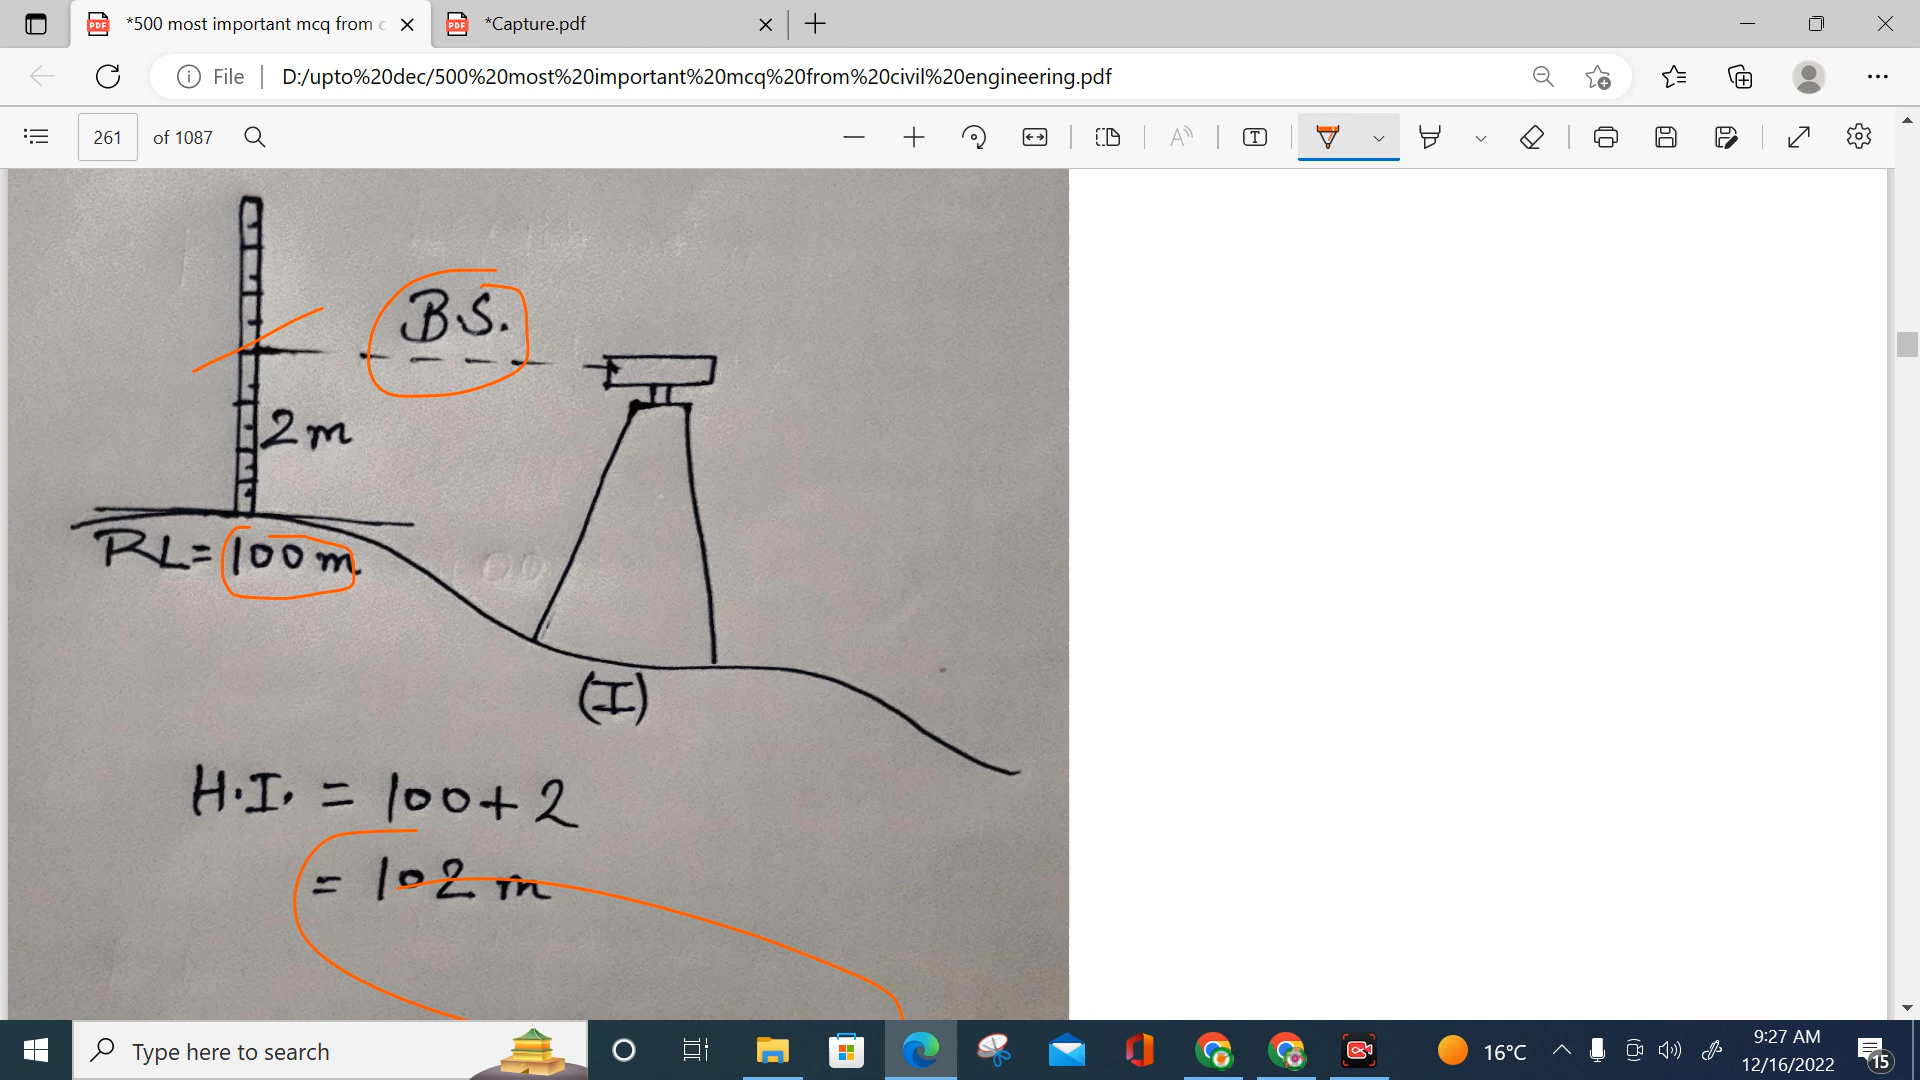 *500 most important mcq from c
*Capture.pdf
File
D:/upto%20dec/500%20most%20important%20mcq%20from%20civil%20engineering.pdf
261 of 1087
B.S.
2m
RL= 100 m.
(I)
H.I. = 100+2
= 102 m
Type here to search
16°C
9:27 AM
12/16/2022
15